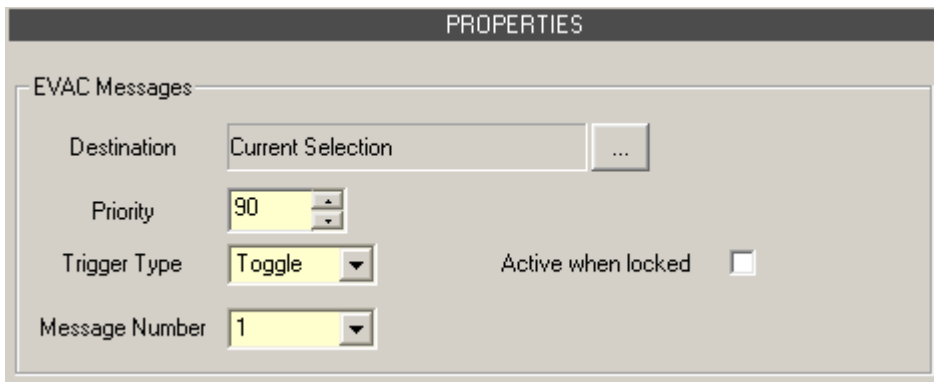 PROPERTIES
EVAC Messages
Destination Current Selection ...
Priority 90
Trigger Type Toggle Active when locked
Message Number 1